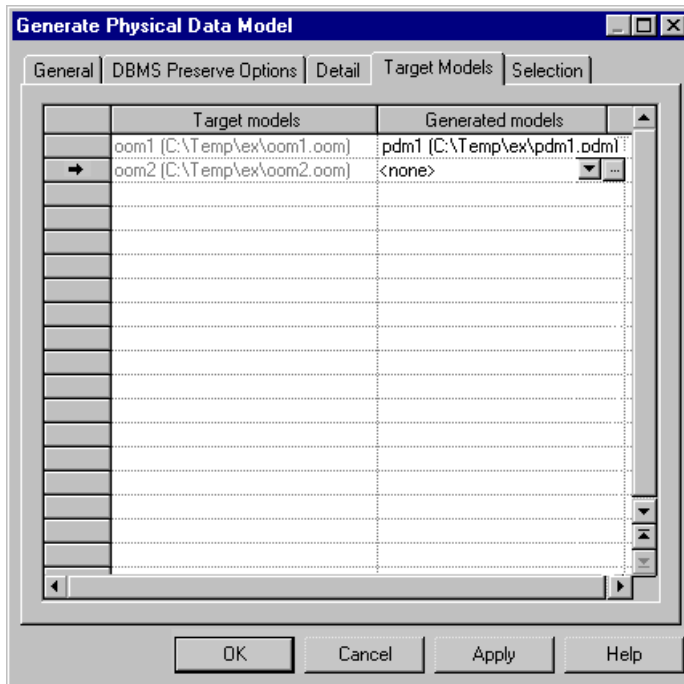 Generate Physical Data Model
General DBMS Preserve Options Detail Target Models Selection
Target models Generated models
oom1 (C:\Temp\ex\oom1.oom) pdm1 (C:\Temp\ex\pdm1.pdm)
oom2 (C:\Temp\ex\oom2.oom) <none> ...
OK Cancel Apply Help